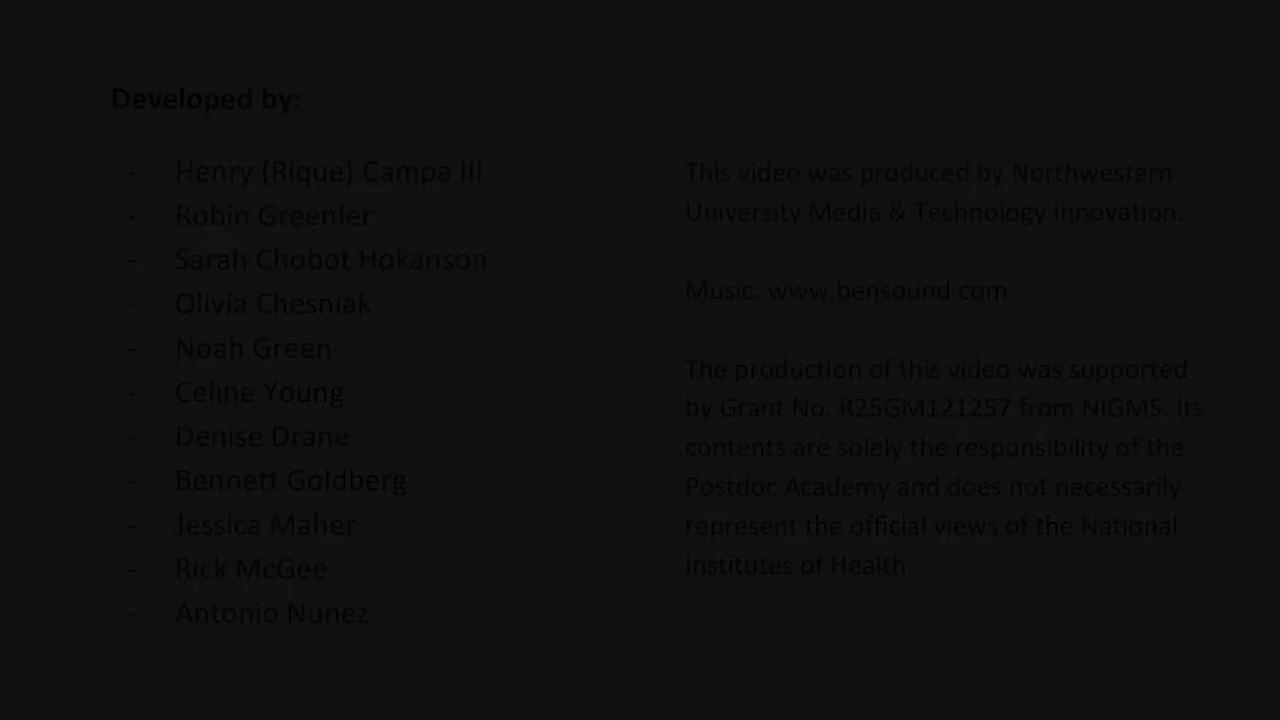 Developed by:
- Henry (Rique) Campa III
- Robin Greenler
- Sarah Chobot Hokanson
- Olivia Chesniak
- Noah Green
- Celine Young
- Denise Drane
- Bennett Goldberg
- Jessica Maher
- Rick McGee
- Antonio Nunez
This video was produced by Northwestern
University Media & Technology Innovation.
Music: www.bensound.com
The production of this video was supported
by Grant No. R25GM121257 from NIGMS. Its
contents are solely the responsibility of the
Postdoc Academy and does not necessarily
represent the official views of the National
Institutes of Health.